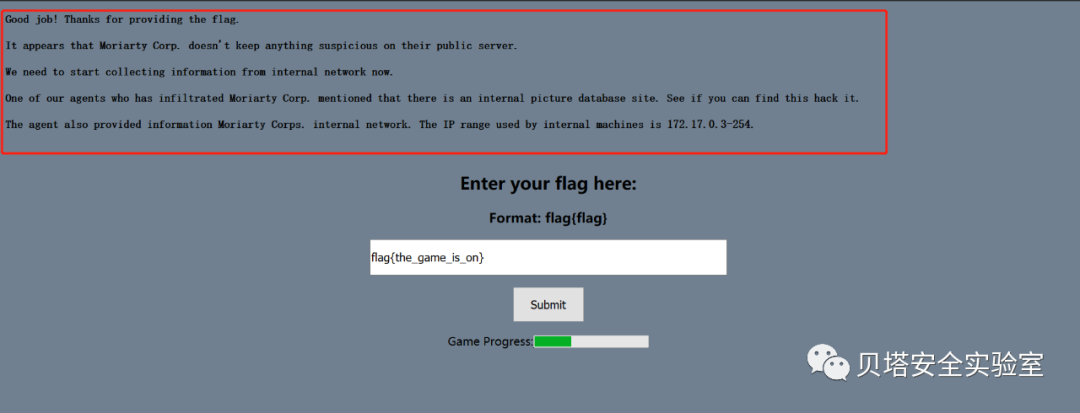 Good job! Thanks for providing the flag.
It appears that Moriarty Corp. doesn't keep anything suspicious on their public server.
We need to start collecting information from internal network now.
One of our agents who has infiltrated Moriarty Corp. mentioned that there is an internal picture database site. See if you can find this hack it.
The agent also provided information Moriarty Corps. internal network. The IP range used by internal machines is 172.17.0.3-254.
Enter your flag here:
Format: flag{flag}
flag{the_game_is_on}
Submit
Game Progress:
贝塔安全实验室